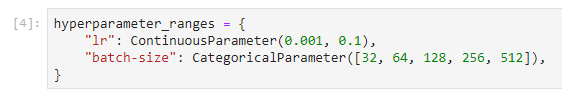 [4]: hyperparameter_ranges = {
    "lr": ContinuousParameter(0.001, 0.1),
    "batch-size": CategoricalParameter([32, 64, 128, 256, 512]),
}